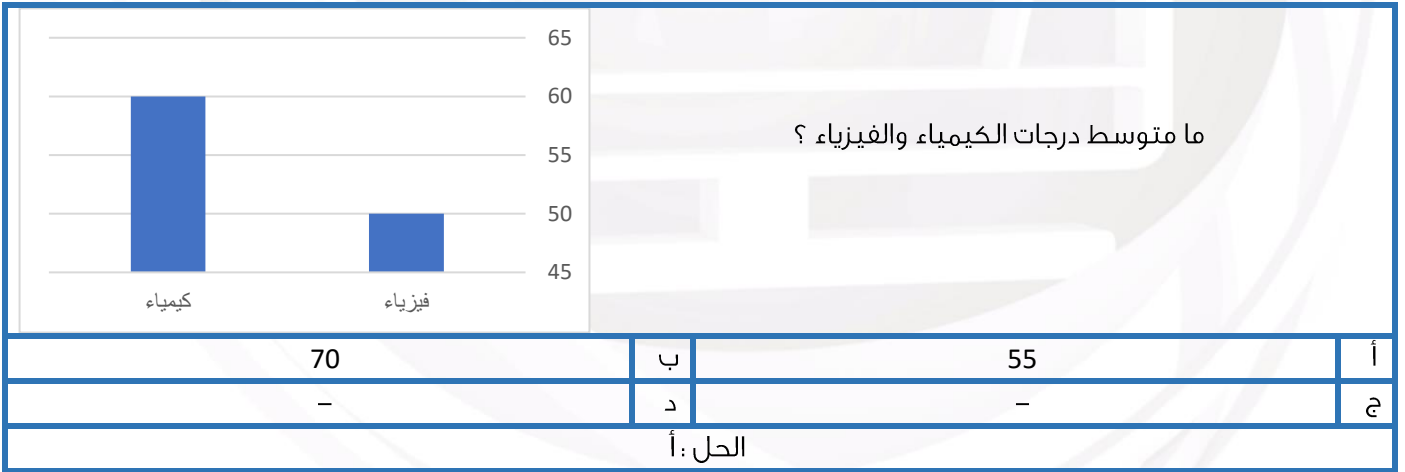 ما متوسط درجات الكيمياء والفيزياء ؟
65
60
55
50
45
فيزياء
كيمياء
أ
55
ب
70
ج
–
د
–
الحل : أ